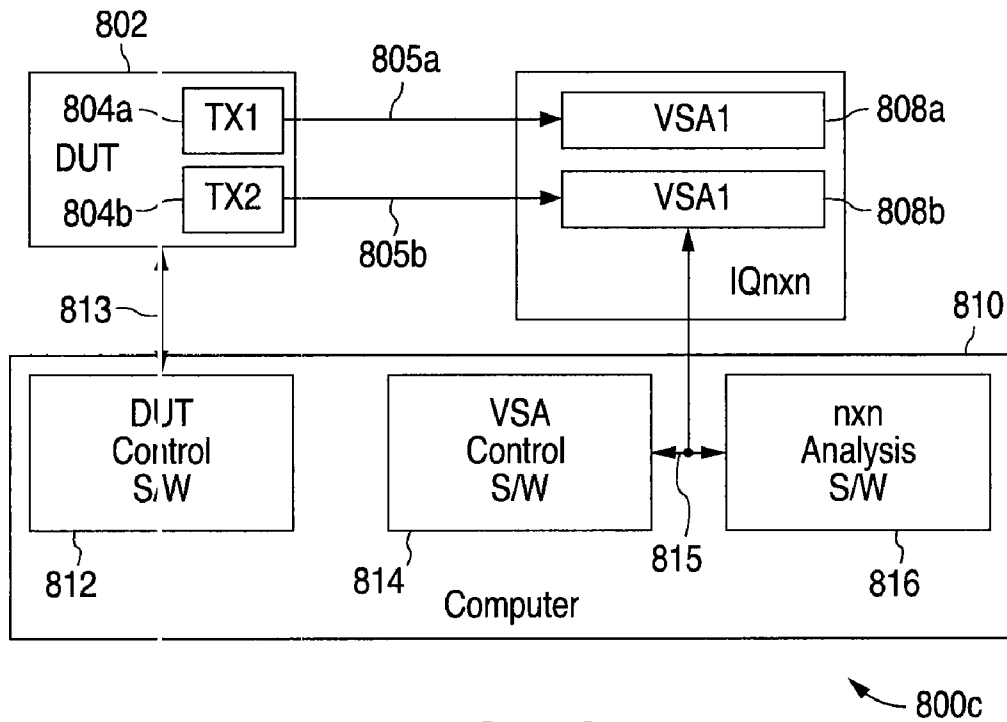 802
805a
804a
TX1
VSA1
808a
DUT
804b
TX2
VSA1
808b
805b
IQnxn
813
810
DUT
Control
S/W
VSA
Control
S/W
nxn
Analysis
S/W
812
814
815
816
Computer
800c